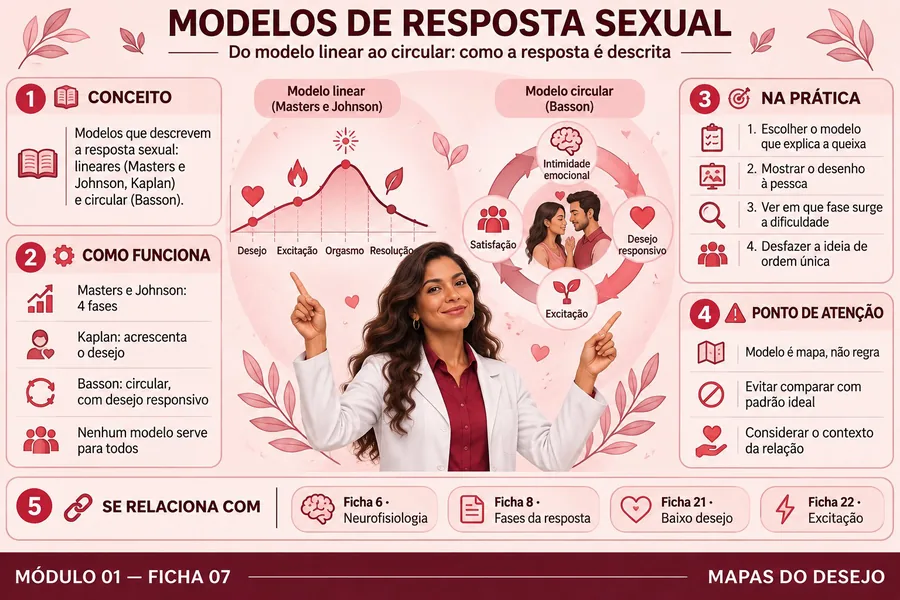 MODELOS DE RESPOSTA SEXUAL
Do modelo linear ao circular: como a resposta é descrita
1 CONCEITO
Modelos que descrevem
a resposta sexual:
lineares (Masters e
Johnson, Kaplan)
e circular (Basson).
2 COMO FUNCIONA
Masters e Johnson:
4 fases
Kaplan: acrescenta
o desejo
Basson: circular,
com desejo responsivo
Nenhum modelo serve
para todos
Modelo linear
(Masters e Johnson)
Desejo Excitação Orgasmo Resolução
Modelo circular
(Basson)
Intimidade
emocional
Desejo
responsivo
Excitação
Satisfação
3 NA PRÁTICA
1. Escolher o modelo
que explica a queixa
2. Mostrar o desenho
à pessca
3. Ver em que fase surge
a dificuldade
4. Desfazer a ideia de
ordem única
4 PONTO DE ATENÇÃO
Modelo é mapa, não regra
Evitar comparar com
padrão ideal
Considerar o contexto
da relação
5 SE RELACIONA COM
Ficha 6 •
Neurofisiologia
Ficha 8 •
Fases da resposta
Ficha 21 •
Baixo desejo
Ficha 22 •
Excitação
MÓDULO 01 — FICHA 07
MAPAS DO DESEJO